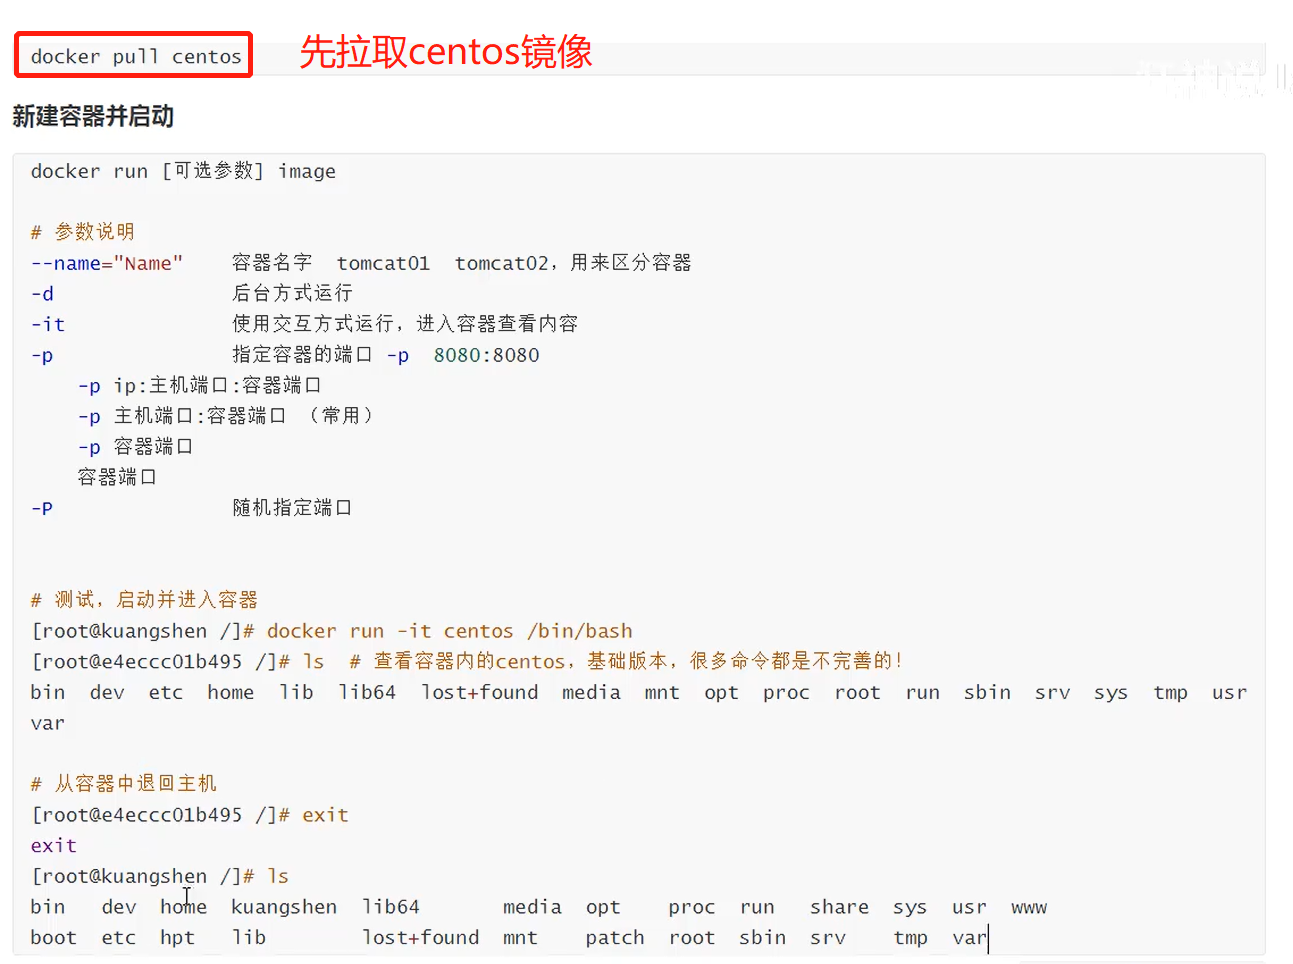 docker pull centos 先拉取centos镜像
新建容器并启动
docker run [可选参数] image
# 参数说明
--name="Name" 容器名字 tomcat01 tomcat02，用来区分容器
-d 后台方式运行
-it 使用交互方式运行，进入容器查看内容
-p 指定容器的端口 -p 8080:8080
-p ip:主机端口:容器端口
-p 主机端口:容器端口 （常用）
-p 容器端口
容器端口
-P 随机指定端口
# 测试，启动并进入容器
[root@kuangshen /]# docker run -it centos /bin/bash
[root@e4eccc01b495 /]# ls # 查看容器内的centos，基础版本，很多命令都是不完善的！
bin dev etc home lib lib64 lost+found media mnt opt proc root run sbin srv sys tmp usr
var
# 从容器中退回主机
[root@e4eccc01b495 /]# exit
exit
[root@kuangshen /]# ls
bin dev home kuangshen lib64 media opt proc run share sys usr www
boot etc hpt lib lost+found mnt patch root sbin srv tmp var